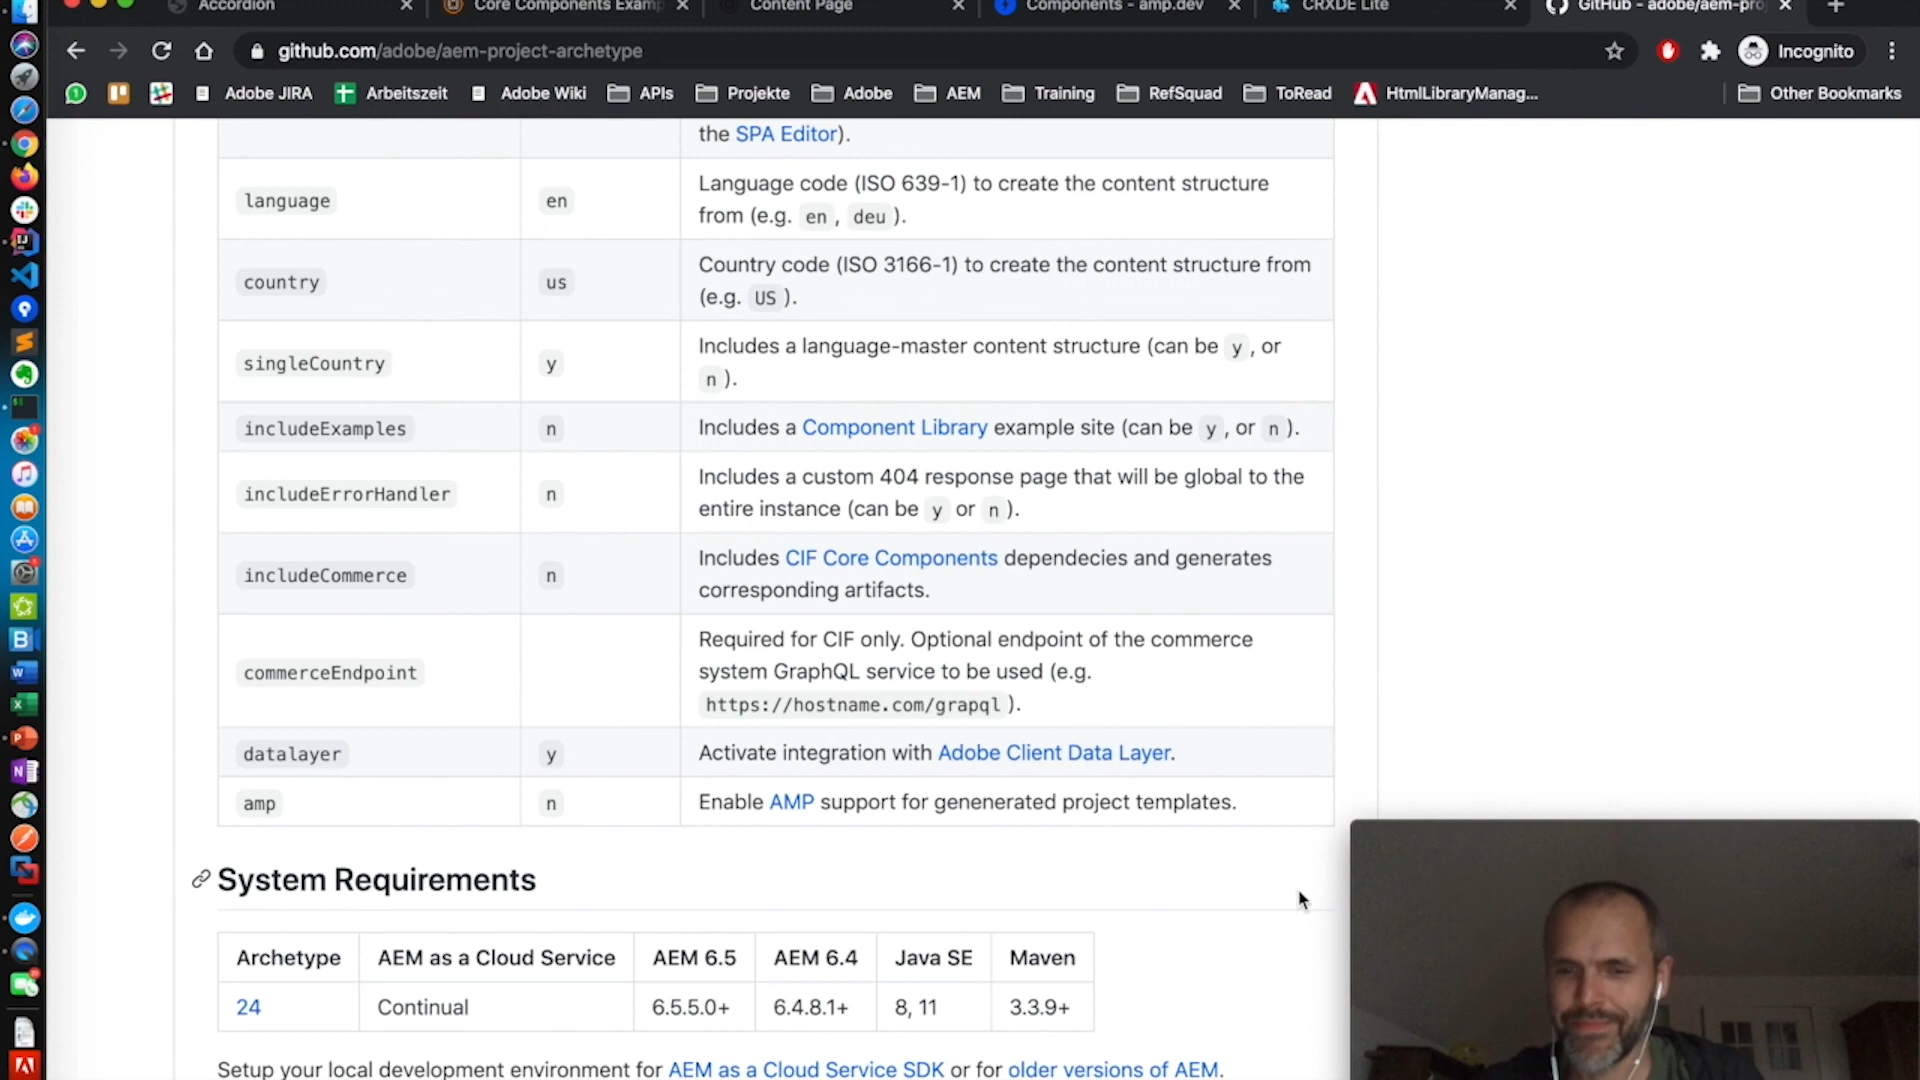 Accordion
Core Components Examp
Content Page
Components - amp.dev
CRXDE Lite
GitHub - adobe/aem-proj
github.com/adobe/aem-project-archetype
Incognito
Adobe JIRA
Arbeitszeit
Adobe Wiki
APIs
Projekte
Adobe
AEM
Training
RefSquad
ToRead
HtmlLibraryManag...
Other Bookmarks
the SPA Editor).
language en Language code (ISO 639-1) to create the content structure
from (e.g. en, deu).
country us Country code (ISO 3166-1) to create the content structure from
(e.g. US).
singleCountry y Includes a language-master content structure (can be y, or
n).
includeExamples n Includes a Component Library example site (can be y, or n).
includeErrorHandler n Includes a custom 404 response page that will be global to the
entire instance (can be y or n).
includeCommerce n Includes CIF Core Components dependecies and generates
corresponding artifacts.
commerceEndpoint Required for CIF only. Optional endpoint of the commerce
system GraphQL service to be used (e.g.
https://hostname.com/grapql).
datalayer y Activate integration with Adobe Client Data Layer.
amp n Enable AMP support for genenerated project templates.
System Requirements
Archetype AEM as a Cloud Service AEM 6.5 AEM 6.4 Java SE Maven
24 Continual 6.5.5.0+ 6.4.8.1+ 8, 11 3.3.9+
Setup your local development environment for AEM as a Cloud Service SDK or for older versions of AEM.